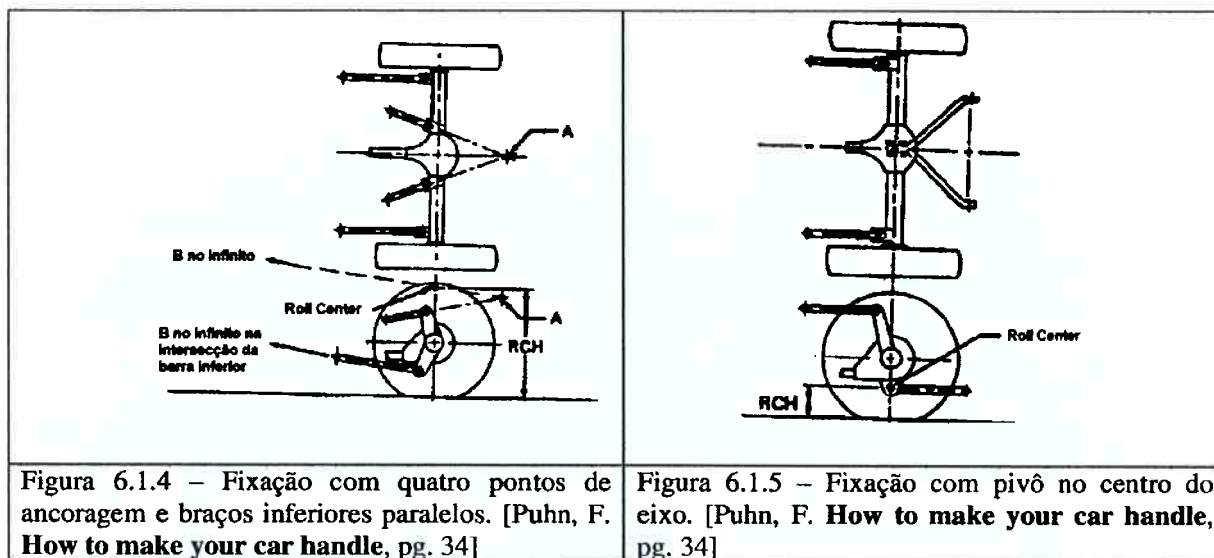 A
B no infinito
Roll Center
A
B no infinito na
intersecção da
barra inferior
RCH
Roll Center
RCH
Figura 6.1.4 – Fixação com quatro pontos de
ancoragem e braços inferiores paralelos. [Puhn, F.
How to make your car handle, pg. 34]
Figura 6.1.5 – Fixação com pivô no centro do
eixo. [Puhn, F. How to make your car handle,
pg. 34]